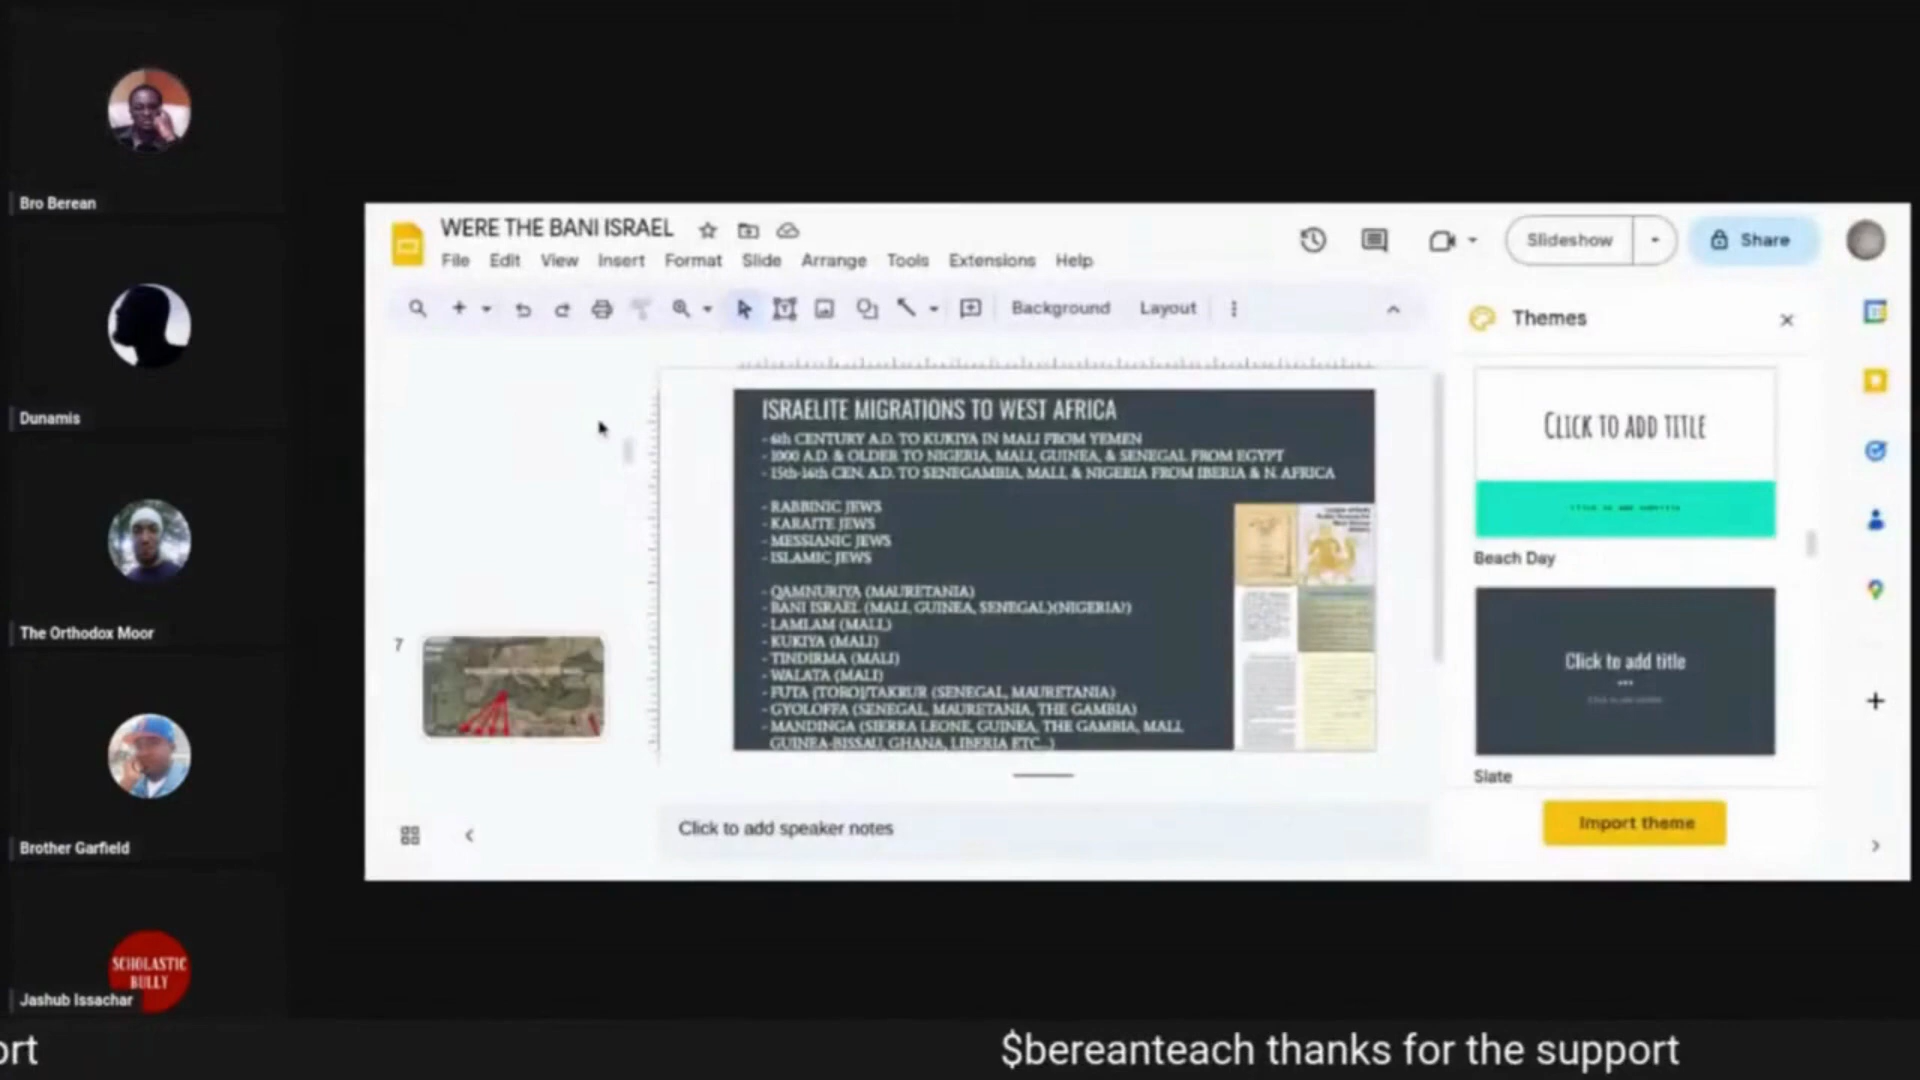 Bro Berean
Dunamis
The Orthodox Moor
Brother Garfield
SCHOLASTIC
BULLY
Jashub Issachar
WERE THE BANI ISRAEL
File Edit View Insert Format Slide Arrange Tools Extensions Help
Slideshow
Share
Background Layout
Themes
7
ISRAELITE MIGRATIONS TO WEST AFRICA
- 6th CENTURY A.D. TO KUKIYA IN MALI FROM YEMEN
- 1000 A.D. & OLDER TO NIGERIA, MALI, GUINEA, & SENEGAL FROM EGYPT
- 15th-16th CEN. A.D. TO SENEGAMBIA, MALI, & NIGERIA FROM IBERIA & N. AFRICA
- RABBINIC JEWS
- KARAITE JEWS
- MESSIANIC JEWS
- ISLAMIC JEWS
- QAMNURIYA (MAURETANIA)
- BANI ISRAEL (MALI, GUINEA, SENEGAL)(NIGERIA?)
- LAMLAM (MALI,)
- KUKIYA (MALI)
- TINDIRMA (MALI)
- WALATA (MALI)
- FUTA [TORO]/TAKRUR (SENEGAL, MAURETANIA)
- GYOLOFFA (SENEGAL, MAURETANIA, THE GAMBIA)
- MANDINGA (SIERRA LEONE, GUINEA, THE GAMBIA, MALI,
GUINEA-BISSAU, GHANA, LIBERIA ETC...)
Click to add speaker notes
CLICK TO ADD TITLE
Beach Day
Click to add title
Slate
Import theme
ort
$bereanteach thanks for the support